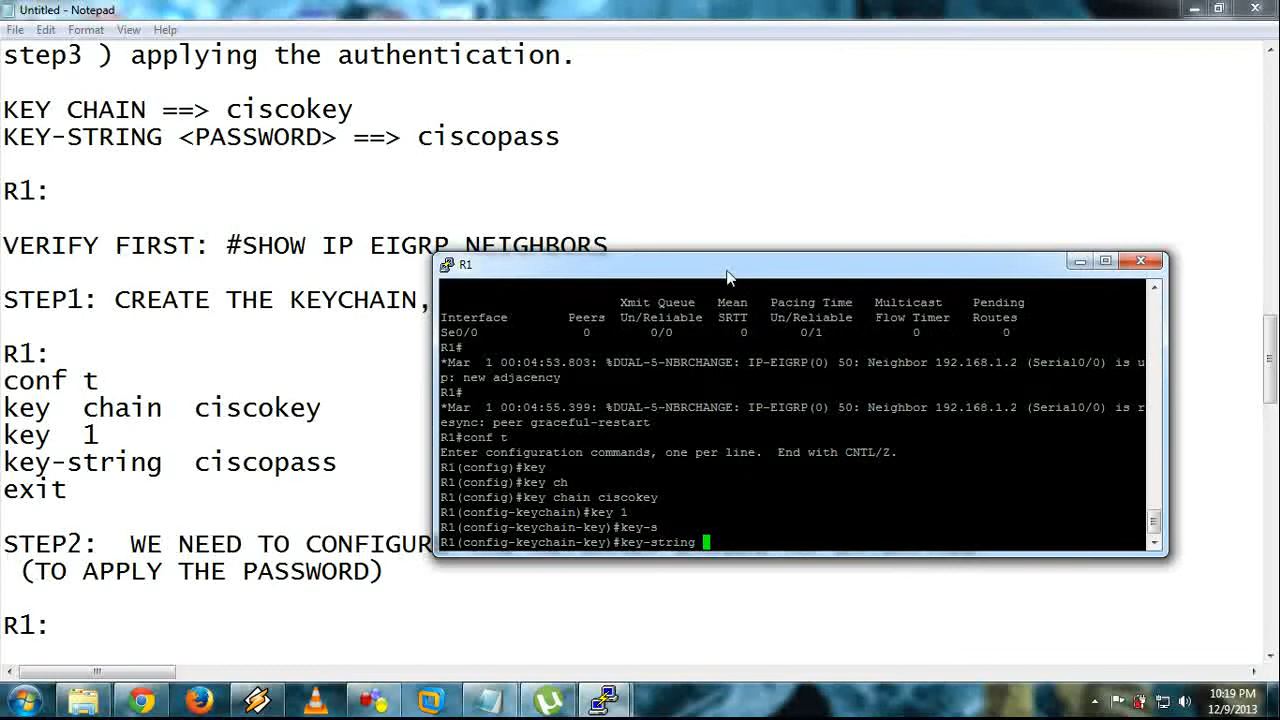 Untitled - Notepad
File Edit Format View Help
step3 ) applying the authentication.
KEY CHAIN ==> ciscokey
KEY-STRING <PASSWORD> ==> ciscopass
R1:
VERIFY FIRST: #SHOW IP EIGRP NEIGHBORS
STEP1: CREATE THE KEYCHAIN,
R1:
conf t
key chain ciscokey
key 1
key-string ciscopass
exit
STEP2: WE NEED TO CONFIGUR
(TO APPLY THE PASSWORD)
R1:
R1
Xmit Queue Mean Pacing Time Multicast Pending
Interface Peers Un/Reliable SRTT Un/Reliable Flow Timer Routes
Se0/0 0 0/0 0 0/1 0 0
R1#
*Mar 1 00:04:53.803: %DUAL-5-NBRCHANGE: IP-EIGRP(0) 50: Neighbor 192.168.1.2 (Serial0/0) is u
p: new adjacency
R1#
*Mar 1 00:04:55.399: %DUAL-5-NBRCHANGE: IP-EIGRP(0) 50: Neighbor 192.168.1.2 (Serial0/0) is r
esync: peer graceful-restart
R1#conf t
Enter configuration commands, one per line. End with CNTL/Z.
R1(config)#key
R1(config)#key ch
R1(config)#key chain ciscokey
R1(config-keychain)#key 1
R1(config-keychain-key)#key-s
R1(config-keychain-key)#key-string
10:19 PM
12/9/2013